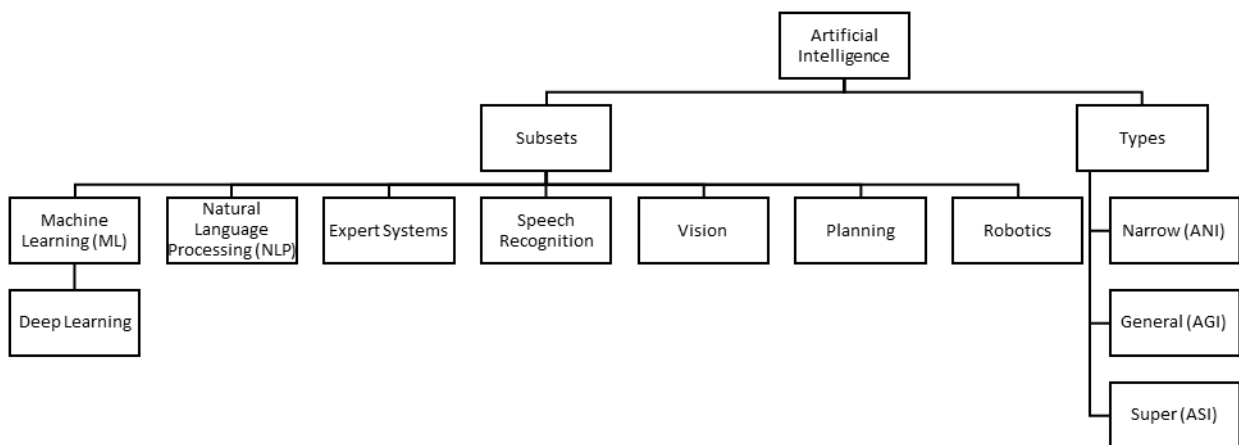 Artificial
Intelligence
Subsets
Types
Machine
Learning (ML)
Natural
Language
Processing (NLP)
Expert Systems
Speech
Recognition
Vision
Planning
Robotics
Narrow (ANI)
Deep Learning
General (AGI)
Super (ASI)